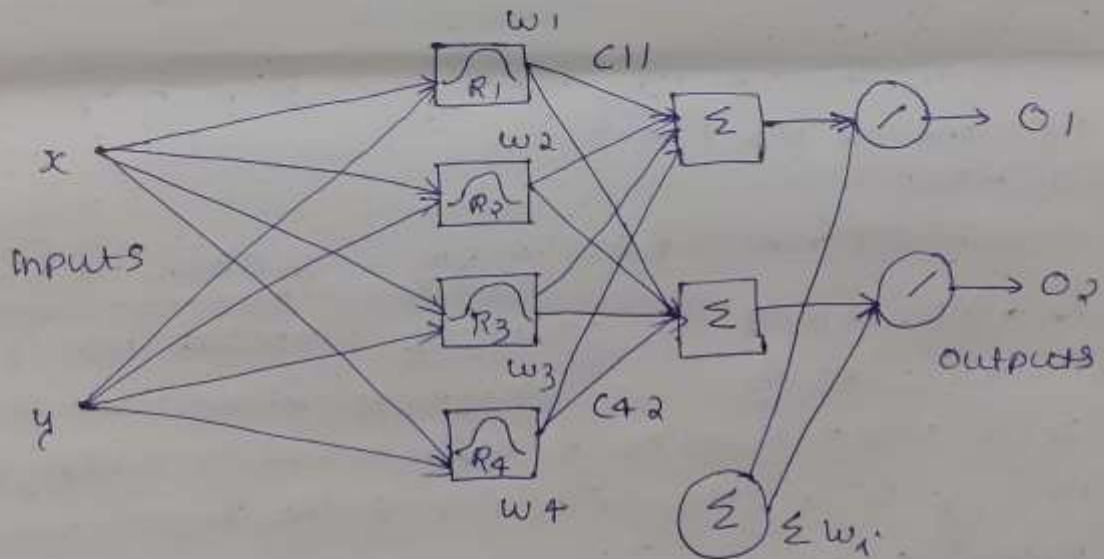 W1
C11
R1
Σ
O1
W2
x
R2
Inputs
R3
Σ
O2
W3
Outputs
y
C42
R4
W4
Σ
ΣWi